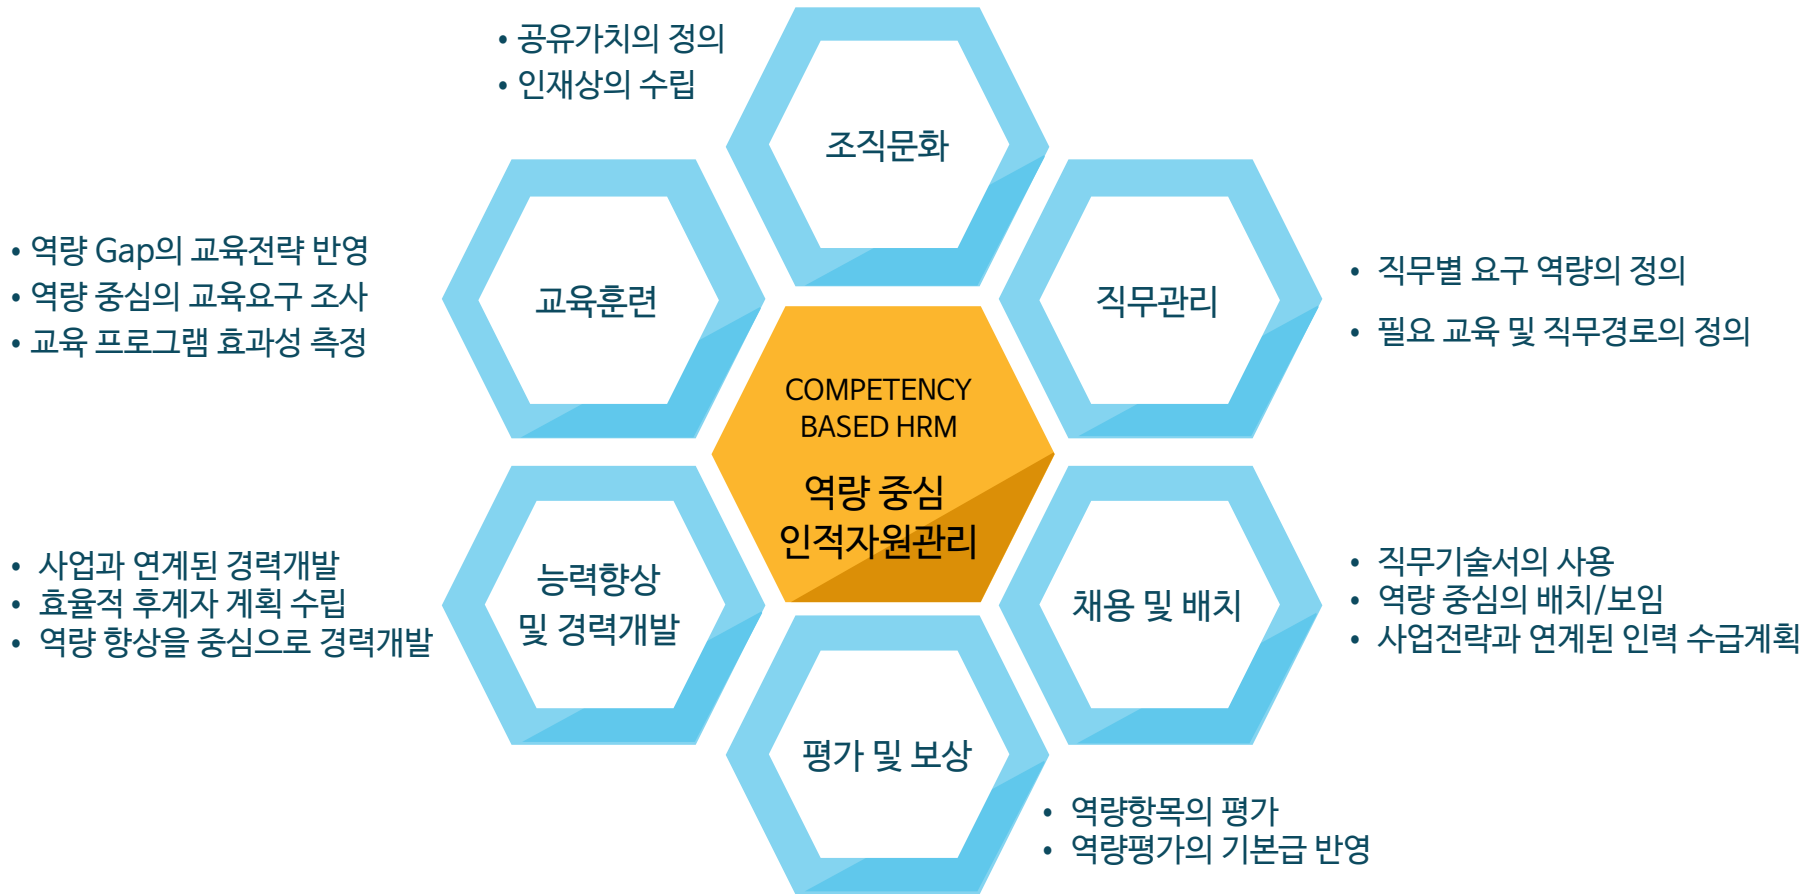 • 공유가치의 정의
• 인재상의 수립
조직문화
교육훈련
• 역량 Gap의 교육전략 반영
• 역량 중심의 교육요구 조사
• 교육 프로그램 효과성 측정
직무관리
• 직무별 요구 역량의 정의
• 필요 교육 및 직무경로의 정의
COMPETENCY
BASED HRM
역량 중심
인적자원관리
능력향상
및 경력개발
• 사업과 연계된 경력개발
• 효율적 후계자 계획 수립
• 역량 향상을 중심으로 경력개발
채용 및 배치
• 직무기술서의 사용
• 역량 중심의 배치/보임
• 사업전략과 연계된 인력 수급계획
평가 및 보상
• 역량항목의 평가
• 역량평가의 기본급 반영